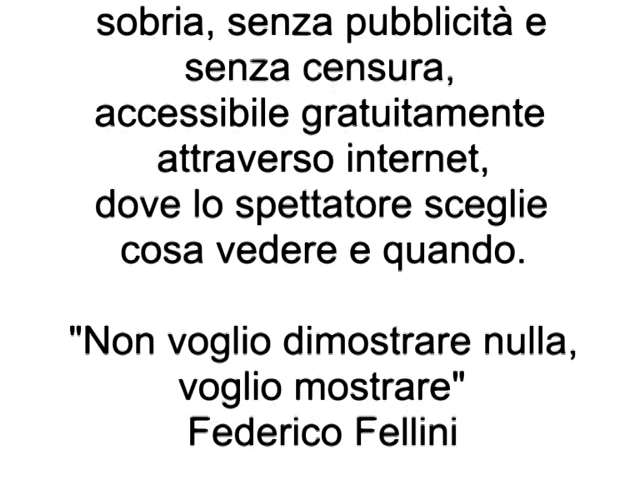 sobria, senza pubblicità e
senza censura,
accessibile gratuitamente
attraverso internet,
dove lo spettatore sceglie
cosa vedere e quando.
"Non voglio dimostrare nulla,
voglio mostrare"
Federico Fellini